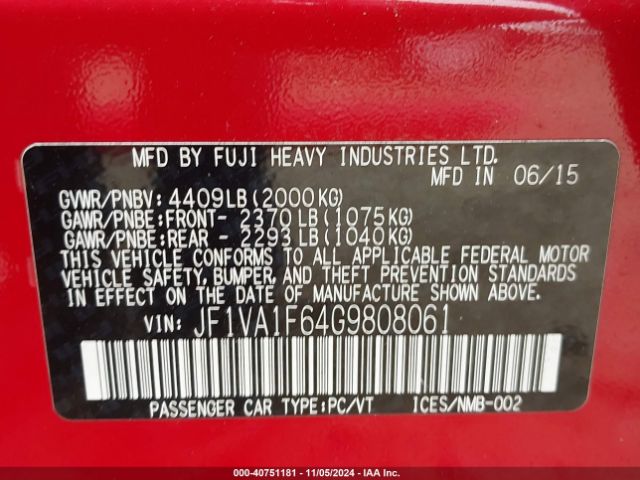 MFD BY FUJI HEAVY INDUSTRIES LTD.
MFD IN 06/15
GVWR/PNBV: 4409LB(2000KG)
GAWR/PNBE:FRONT- 2370LB(1075KG)
GAWR/PNBE:REAR - 2293LB(1040KG)
THIS VEHICLE CONFORMS TO ALL APPLICABLE FEDERAL MOTOR
VEHICLE SAFETY, BUMPER, AND THEFT PREVENTION STANDARDS
IN EFFECT ON THE DATE OF MANUFACTURE SHOWN ABOVE.
VIN: JF1VA1F64G9808061
PASSENGER CAR TYPE:PC/VT ICES/NMB-002
000-40751181 - 11/05/2024 - IAA Holdings, LLC.